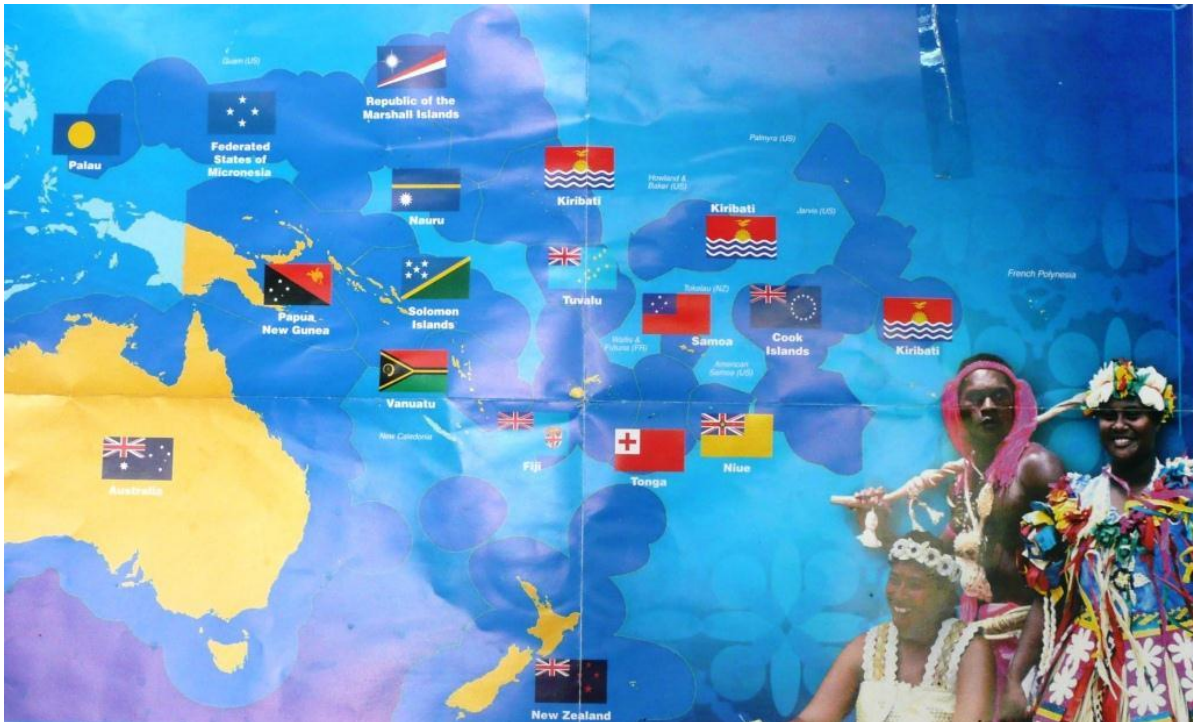 Guam (US)
Republic of the
Marshall Islands
Palau
Federated
States of
Micronesia
Palmyra (US)
Kiribati
Howland &
Baker (US)
Nauru
Kiribati
Jarvis (US)
French Polynesia
Tuvalu
Tokelau (NZ)
Papua
New Gunea
Solomen
Islands
Samoa
Cook
Islands
Kiribati
Wallis &
Futuna (FR)
American
Samoa (US)
Vanuatu
New Caledonia
Fiji
Tonga
Niue
Australia
New Zealand